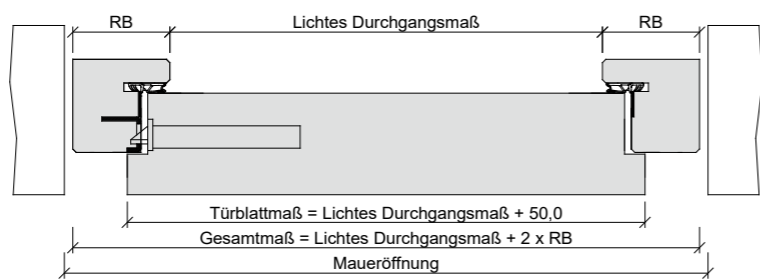 RB
Lichtes Durchgangsmaß
RB
Türblattmaß = Lichtes Durchgangsmaß + 50,0
Gesamtmaß = Lichtes Durchgangsmaß + 2 x RB
Maueröffnung